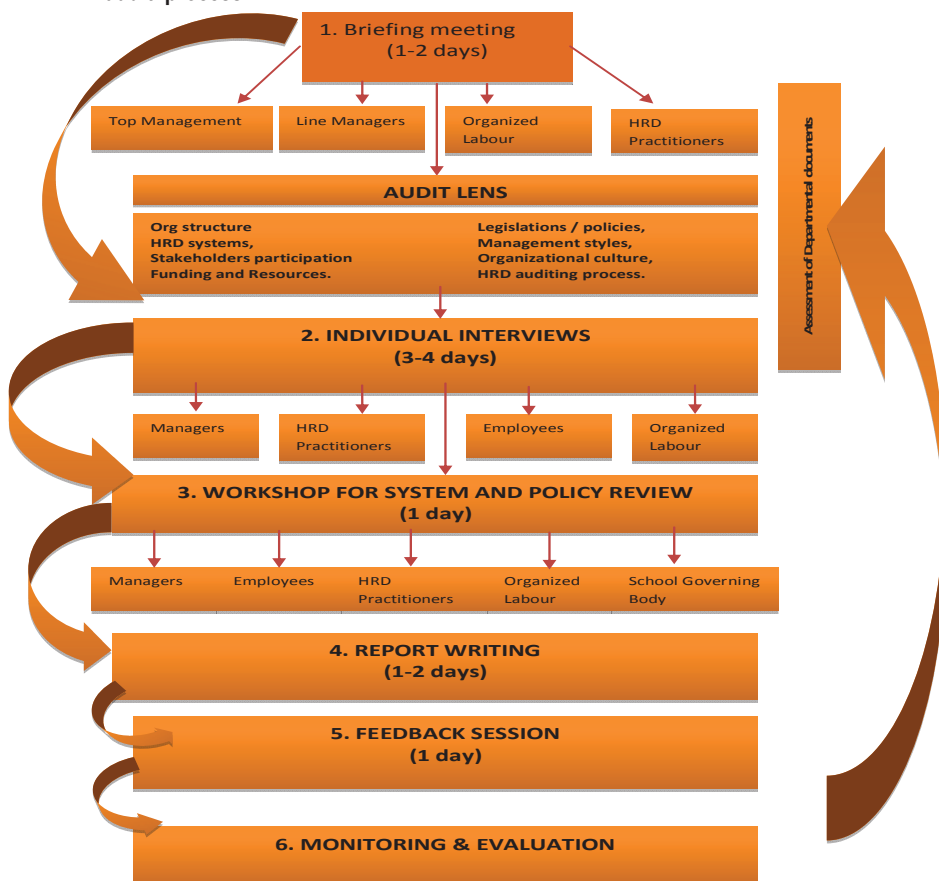 1. Briefing meeting
(1-2 days)
Top Management
Line Managers
Organized
Labour
HRD
Practitioners
AUDIT LENS
Org structure
HRD systems,
Stakeholders participation
Funding and Resources.
Legislations / policies,
Management styles,
Organizational culture,
HRD auditing process.
2. INDIVIDUAL INTERVIEWS
(3-4 days)
Managers
HRD
Practitioners
Employees
Organized
Labour
3. WORKSHOP FOR SYSTEM AND POLICY REVIEW
(1 day)
Managers
Employees
HRD
Practitioners
Organized
Labour
School Governing
Body
4. REPORT WRITING
(1-2 days)
5. FEEDBACK SESSION
(1 day)
6. MONITORING & EVALUATION
Assessment of Departmental documents